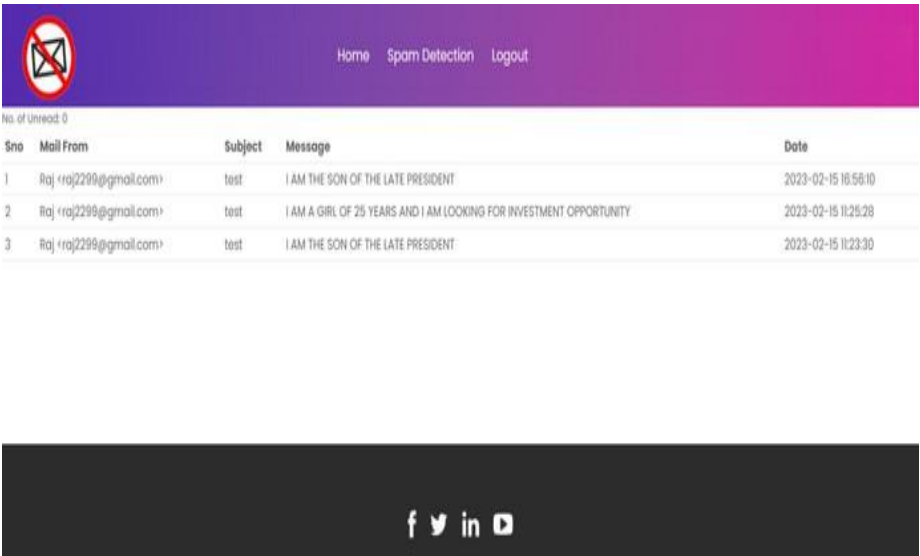 Home Spam Detection Logout
No. of Unread: 0
Sno Mail From Subject Message Date
1 Raj <raj2299@gmail.com> test I AM THE SON OF THE LATE PRESIDENT 2023-02-15 16:56:10
2 Raj <raj2299@gmail.com> test I AM A GIRL OF 25 YEARS AND I AM LOOKING FOR INVESTMENT OPPORTUNITY 2023-02-15 11:25:28
3 Raj <raj2299@gmail.com> test I AM THE SON OF THE LATE PRESIDENT 2023-02-15 11:23:30